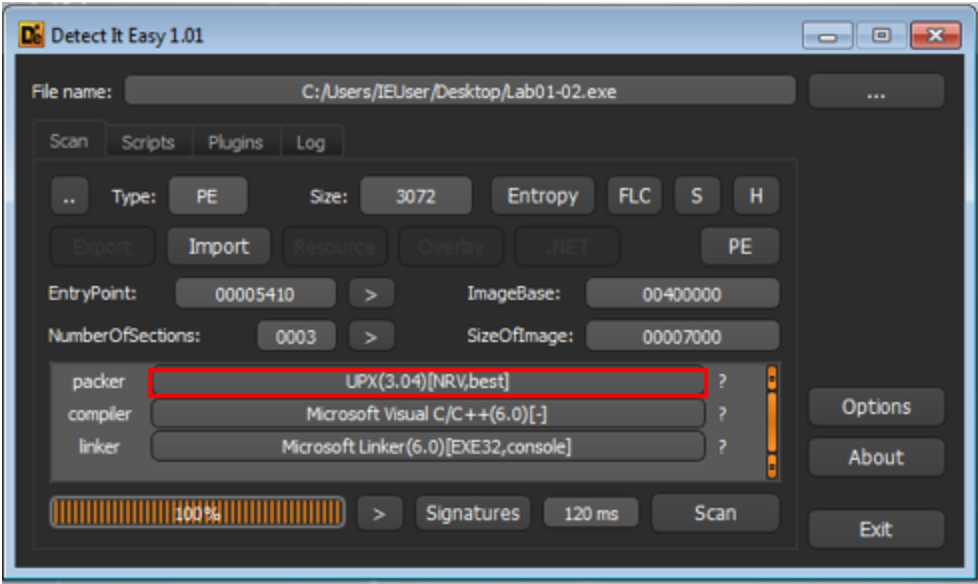 Detect It Easy 1.01
File name: C:/Users/IEUser/Desktop/Lab01-02.exe ...
Scan Scripts Plugins Log
.. Type: PE Size: 3072 Entropy FLC S H
Export Import Resource Overlay .NET PE
EntryPoint: 00005410 > ImageBase: 00400000
NumberOfSections: 0003 > SizeOfImage: 00007000
packer UPX(3.04)[NRV,best] ?
compiler Microsoft Visual C/C++(6.0)[-] ?
Options
linker Microsoft Linker(6.0)[EXE32,console] ?
About
100% > Signatures 120 ms Scan
Exit